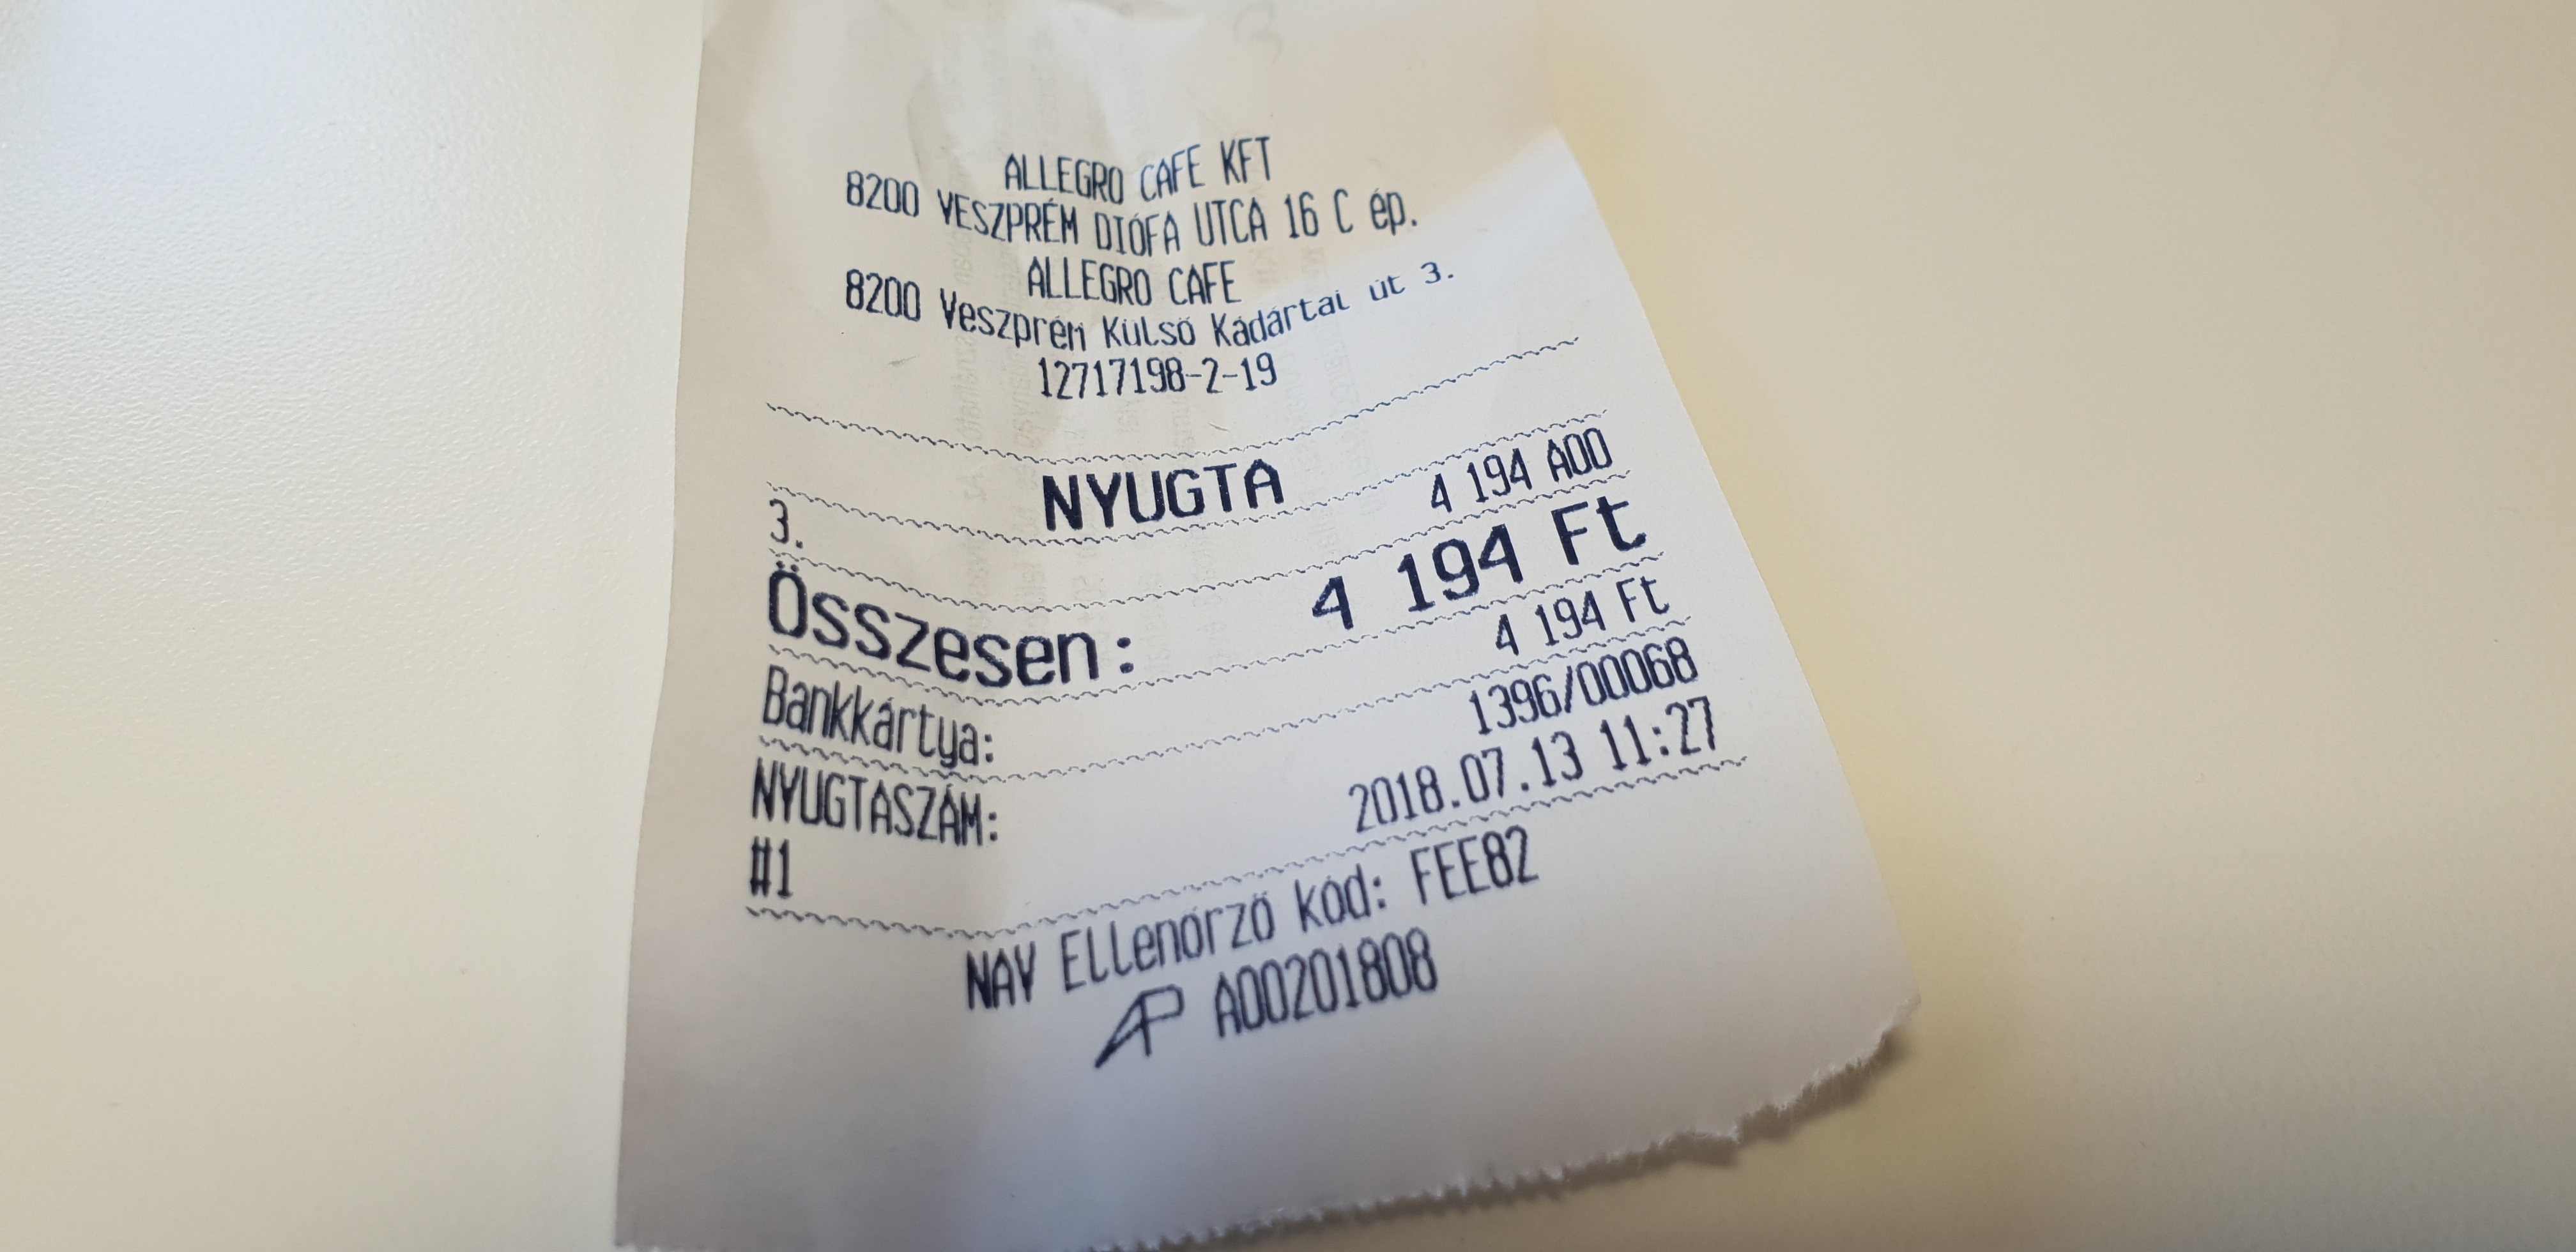 ALLEGRO CAFE KFT
8200 VESZPRÉM DIÓFA UTCA 16 C ép.
ALLEGRO CAFE
8200 Veszprém Külső Kádártai út 3.
12717198-2-19
NYUGTA
3. 4 194 A00
Összesen: 4 194 Ft
Bankkártya: 4 194 Ft
NYUGTASZÁM: 1396/00068
#1 2018.07.13 11:27
NAV Ellenőrző kód: FEE82
AP A00201808